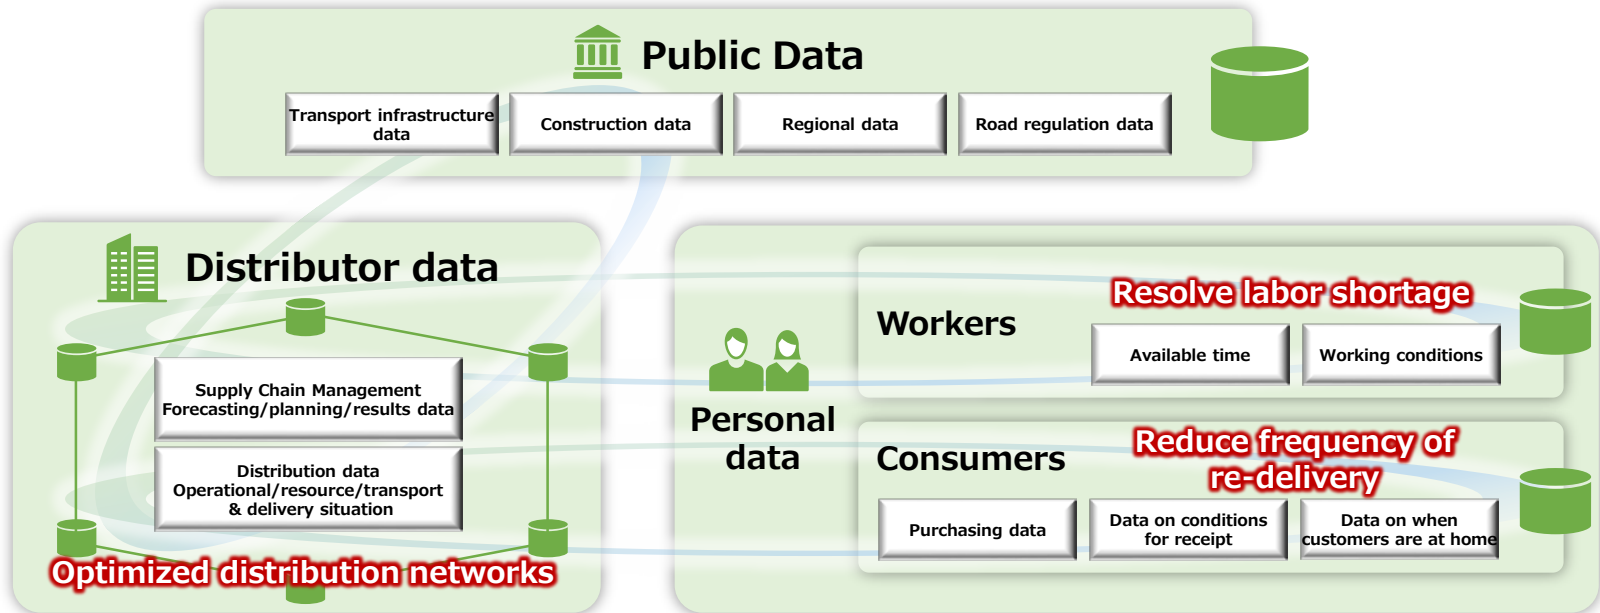 Public Data
Transport infrastructure
data
Construction data
Regional data
Road regulation data
Distributor data
Supply Chain Management
Forecasting/planning/results data
Distribution data
Operational/resource/transport
& delivery situation
Optimized distribution networks
Personal
data
Workers
Resolve labor shortage
Available time
Working conditions
Consumers
Reduce frequency of
re-delivery
Purchasing data
Data on conditions
for receipt
Data on when
customers are at home